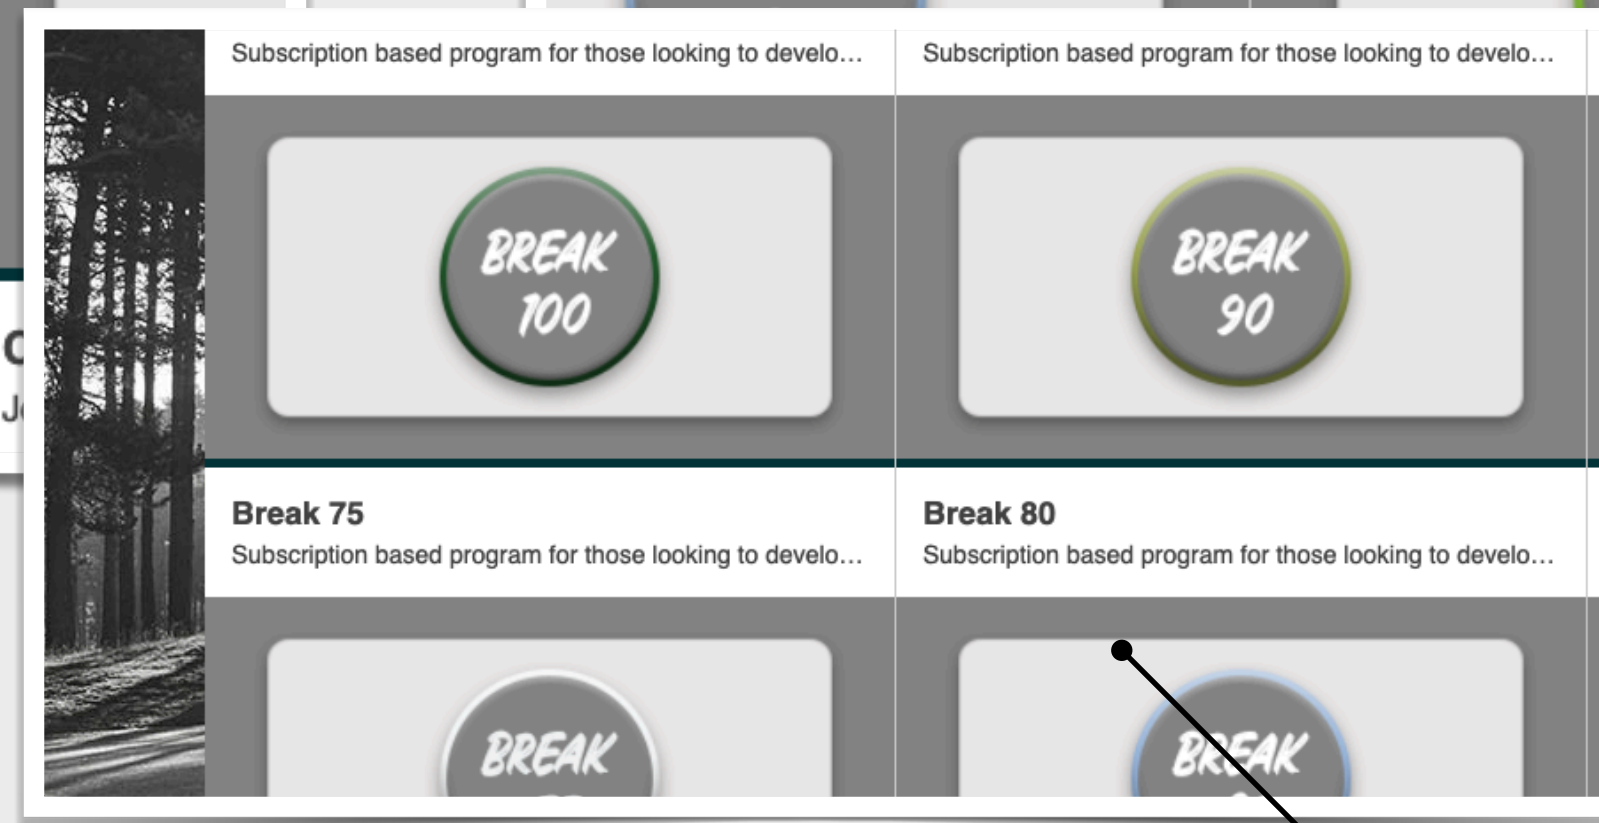 Subscription based program for those looking to develo...
Subscription based program for those looking to develo...
BREAK
100
BREAK
90
Break 75
Subscription based program for those looking to develo...
Break 80
Subscription based program for those looking to develo...
BREAK
BREAK